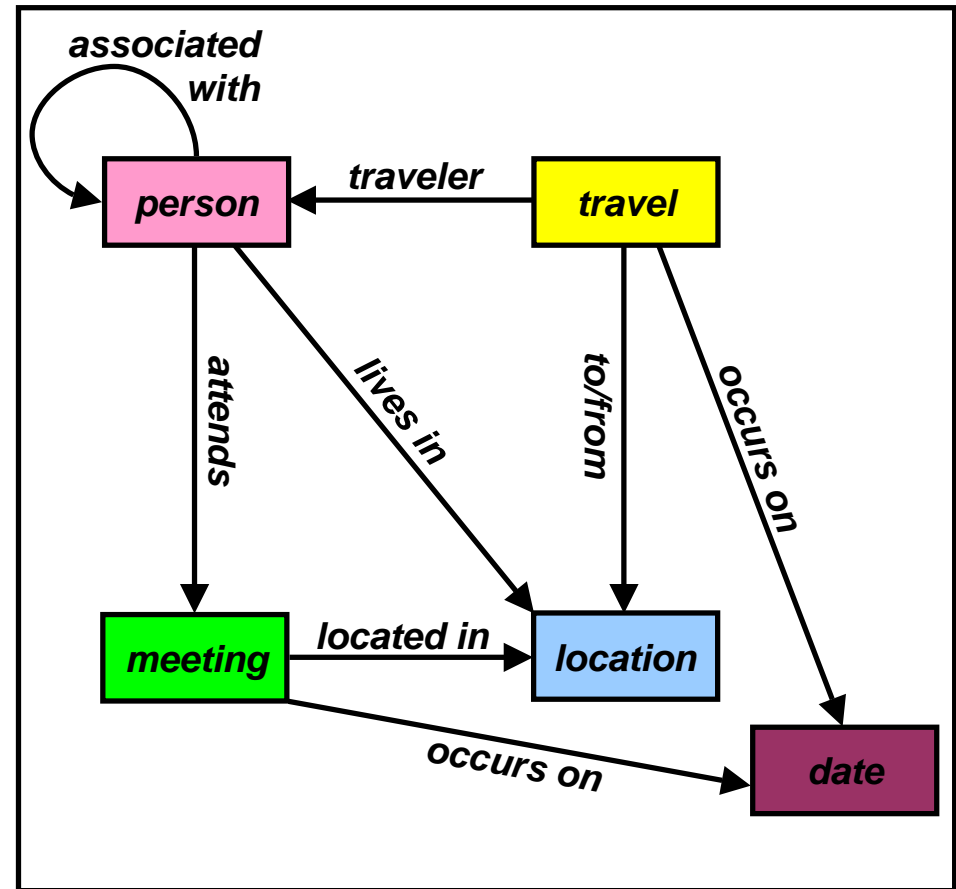 associated
with
traveler
person
travel
attends
lives in
to/from
occurs on
located in
meeting
location
occurs on
date